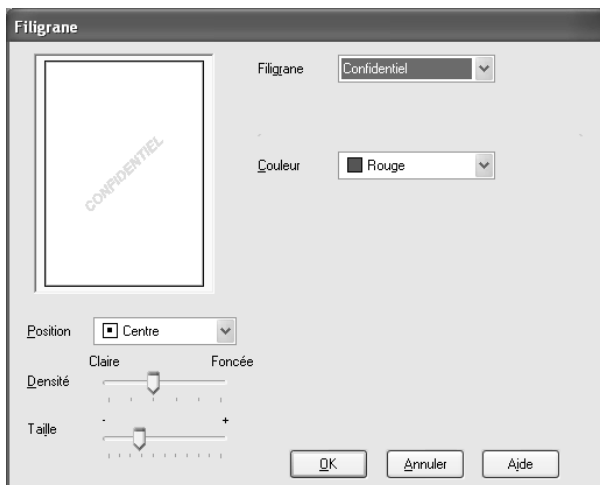 Filigrane
Filigrane Confidentiel
CONFIDENTIEL
Couleur Rouge
Position Centre
Claire Foncée
Densité
Taille - +
OK Annuler Aide